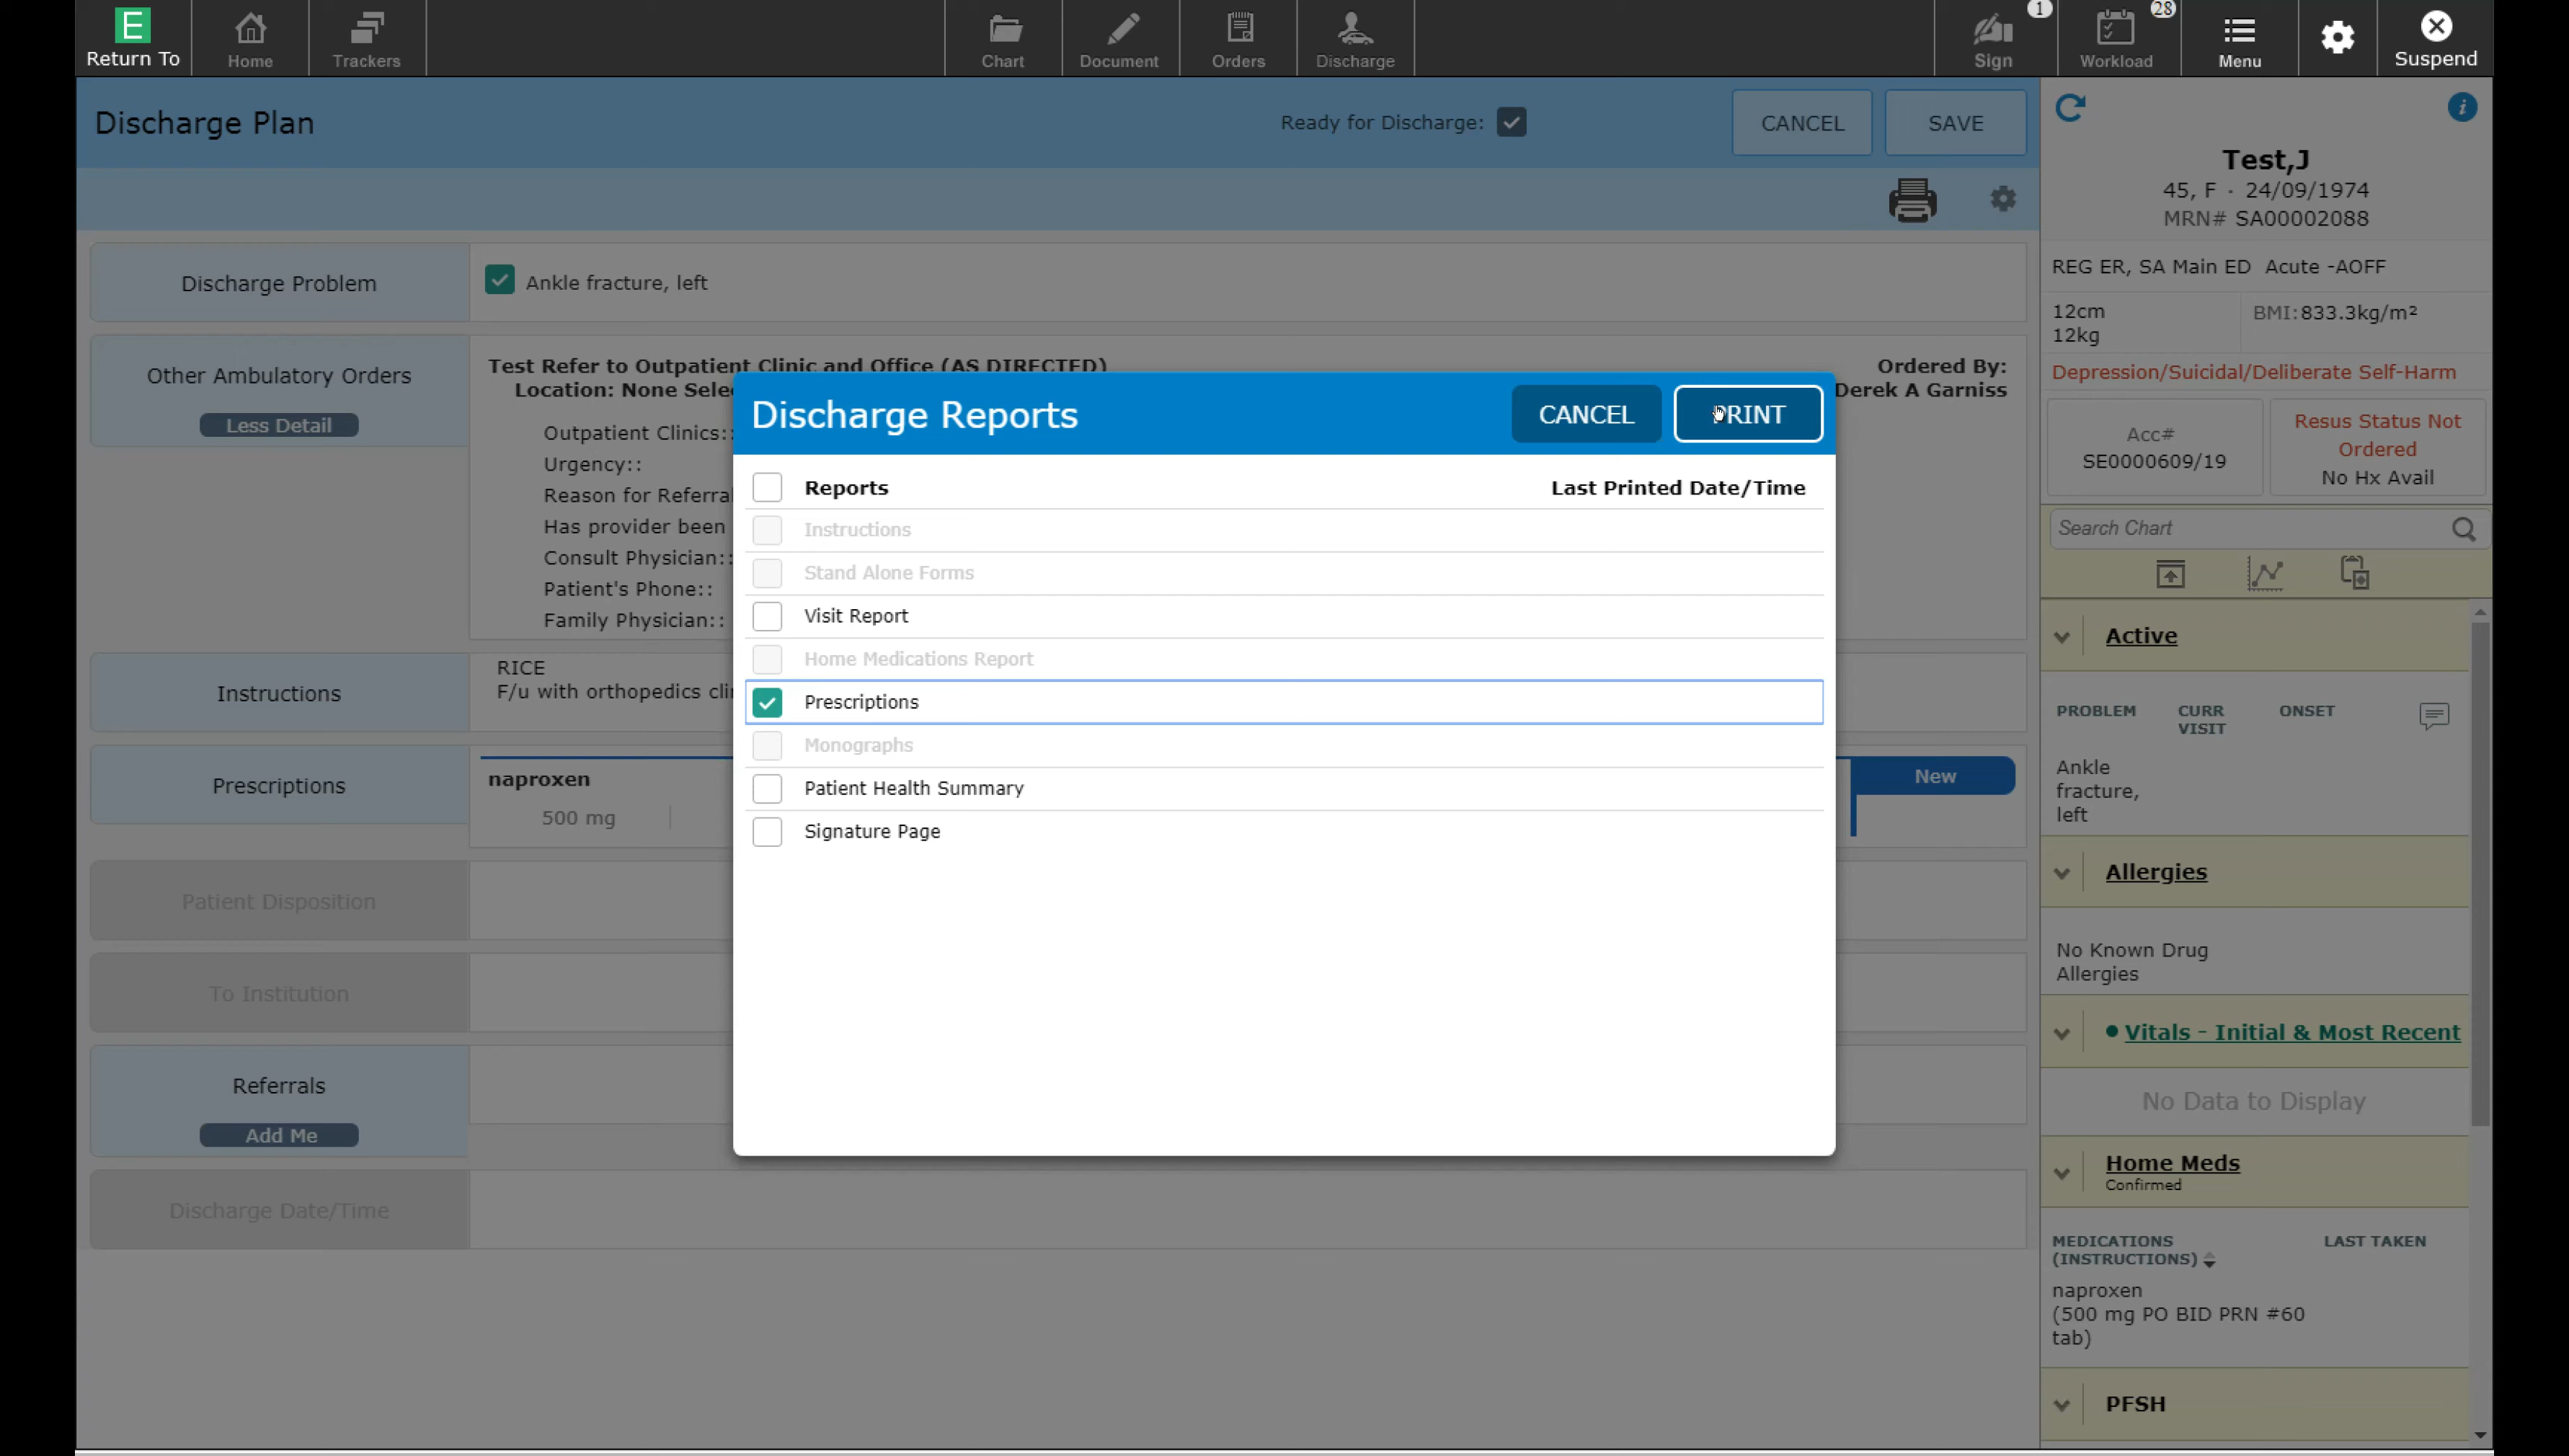 E
Return To
Home
Trackers
Chart
Document
Orders
Discharge
1
Sign
28
Workload
Menu
Suspend
Discharge Plan
Ready for Discharge:
CANCEL
SAVE
Discharge Problem
Ankle fracture, left
Other Ambulatory Orders
Less Detail
Test Refer to Outpatient Clinic and Office (AS DIRECTED)
Location: None Selec
Ordered By:
Derek A Garniss
Outpatient Clinics::
Urgency::
Reason for Referral
Has provider been
Consult Physician::
Patient's Phone::
Family Physician::
Instructions
RICE
F/u with orthopedics cli
Prescriptions
naproxen
500 mg
New
Patient Disposition
To Institution
Referrals
Add Me
Discharge Date/Time
Discharge Reports
CANCEL
PRINT
Reports
Last Printed Date/Time
Instructions
Stand Alone Forms
Visit Report
Home Medications Report
Prescriptions
Monographs
Patient Health Summary
Signature Page
i
Test,J
45, F · 24/09/1974
MRN# SA00002088
REG ER, SA Main ED Acute -AOFF
12cm
12kg
BMI:833.3kg/m²
Depression/Suicidal/Deliberate Self-Harm
Acc#
SE0000609/19
Resus Status Not
Ordered
No Hx Avail
Search Chart
Active
PROBLEM
CURR
VISIT
ONSET
Ankle
fracture,
left
Allergies
No Known Drug
Allergies
Vitals - Initial & Most Recent
No Data to Display
Home Meds
Confirmed
MEDICATIONS
(INSTRUCTIONS)
LAST TAKEN
naproxen
(500 mg PO BID PRN #60
tab)
PFSH